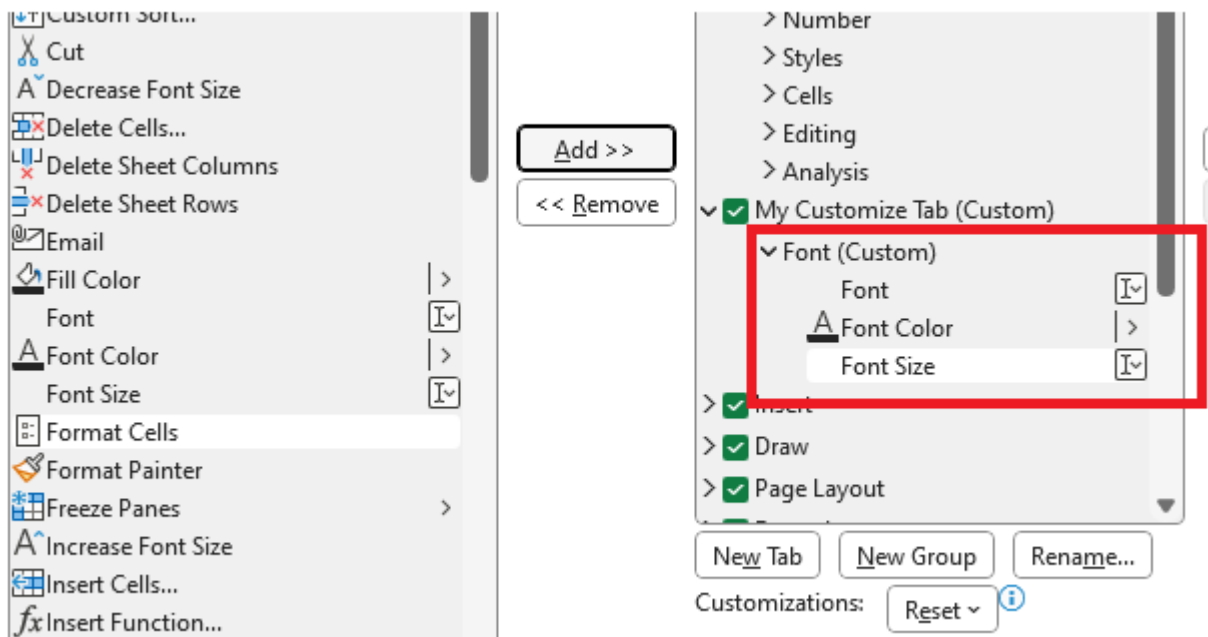 Custom Sort...
Cut
Decrease Font Size
Delete Cells...
Delete Sheet Columns
Delete Sheet Rows
Email
Fill Color
Font
Font Color
Font Size
Format Cells
Format Painter
Freeze Panes
Increase Font Size
Insert Cells...
Insert Function...
Add >>
<< Remove
Number
Styles
Cells
Editing
Analysis
My Customize Tab (Custom)
Font (Custom)
Font
Font Color
Font Size
Insert
Draw
Page Layout
New Tab
New Group
Rename...
Customizations:
Reset